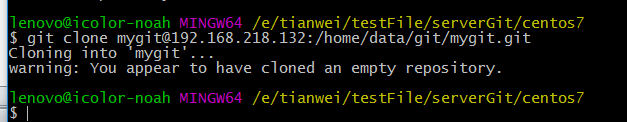 lenovo@icolor-noah MINGW64 /e/tianwei/testFile/serverGit/centos7
$ git clone mygit@192.168.218.132:/home/data/git/mygit.git
Cloning into 'mygit'...
warning: You appear to have cloned an empty repository.
lenovo@icolor-noah MINGW64 /e/tianwei/testFile/serverGit/centos7
$